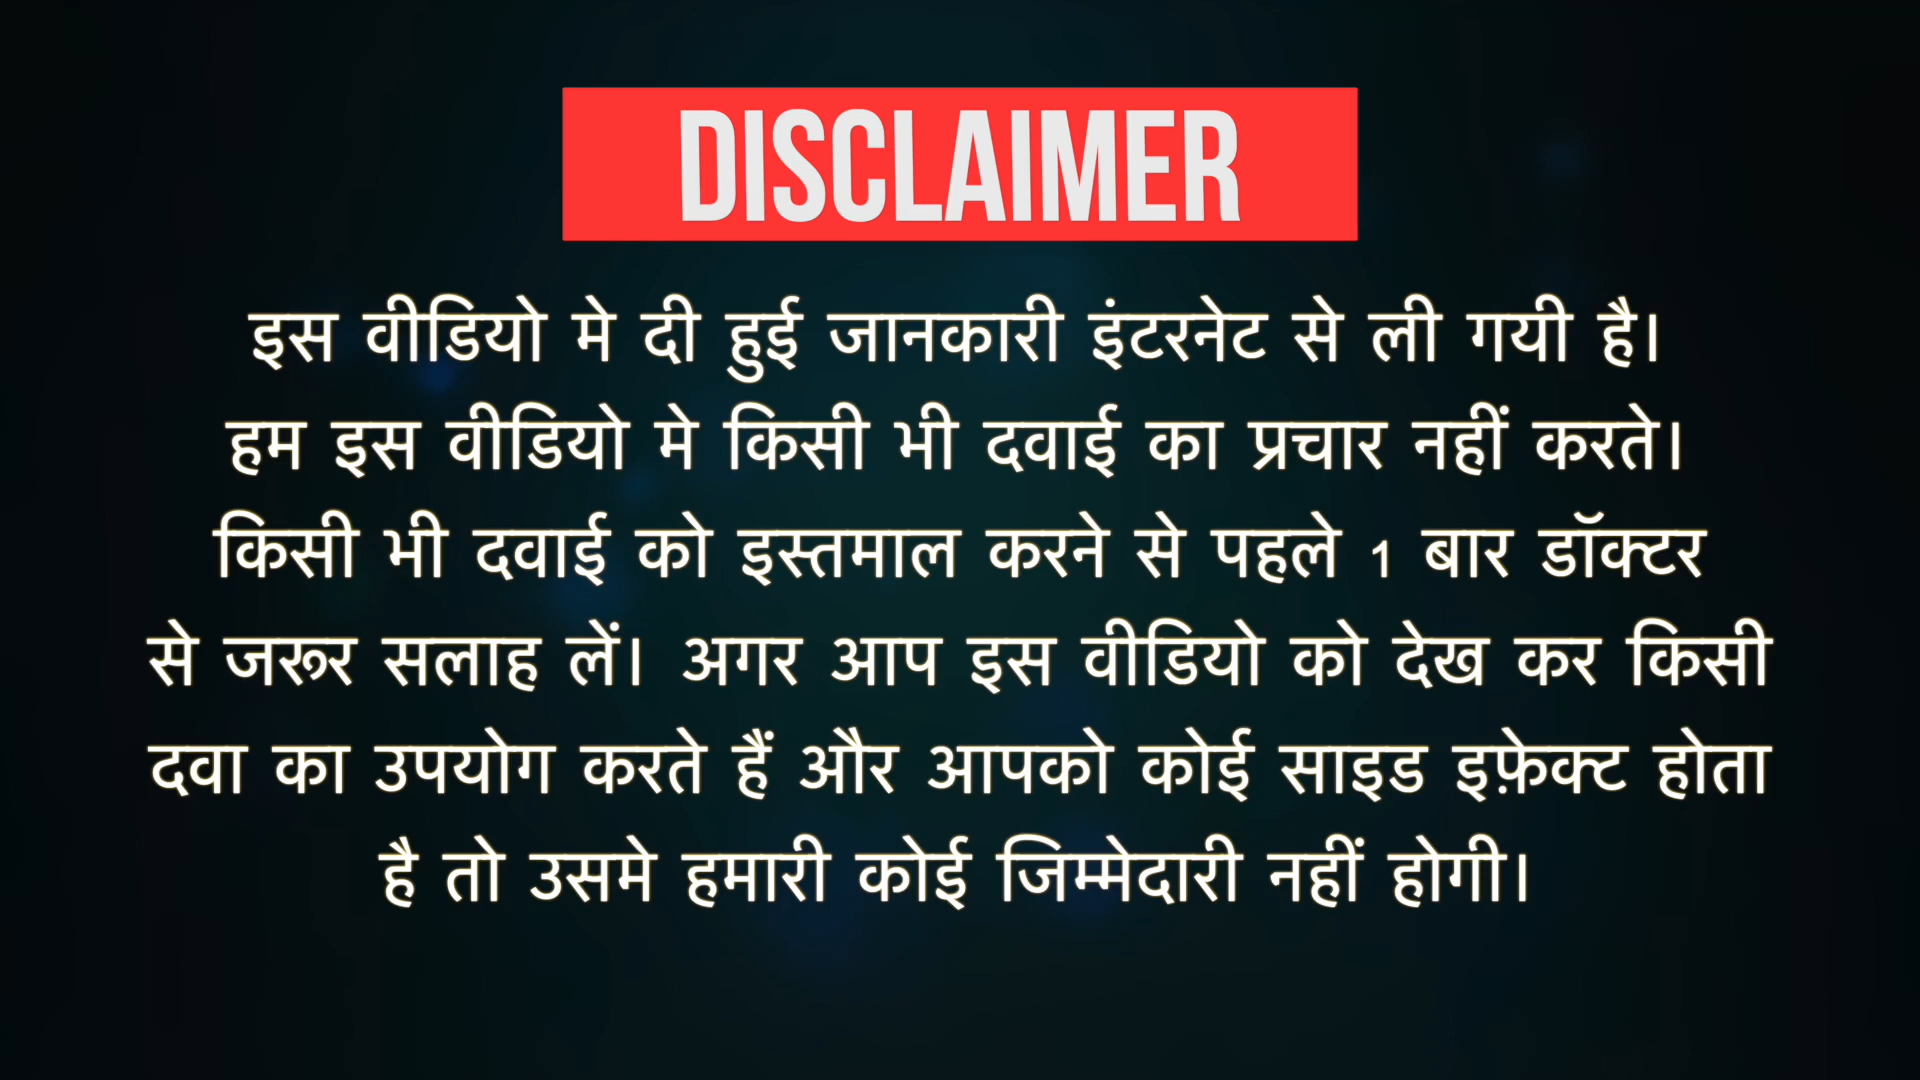 DISCLAIMER
इस वीडियो मे दी हुई जानकारी इंटरनेट से ली गयी है।
हम इस वीडियो मे किसी भी दवाई का प्रचार नहीं करते।
किसी भी दवाई को इस्तमाल करने से पहले 1 बार डॉक्टर
से जरूर सलाह लें। अगर आप इस वीडियो को देख कर किसी
दवा का उपयोग करते हैं और आपको कोई साइड इफ़ेक्ट होता
है तो उसमे हमारी कोई जिम्मेदारी नहीं होगी।